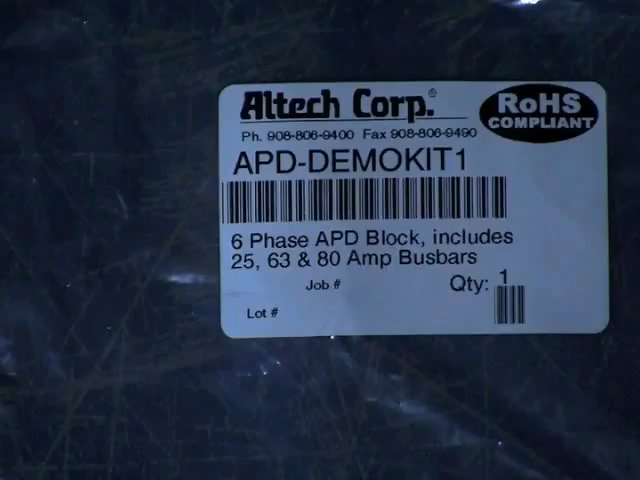 Altech Corp.®
RoHS
COMPLIANT
Ph. 908-806-9400 Fax 908-806-9490
APD-DEMOKIT1
6 Phase APD Block, includes
25, 63 & 80 Amp Busbars
Job #
Qty: 1
Lot #